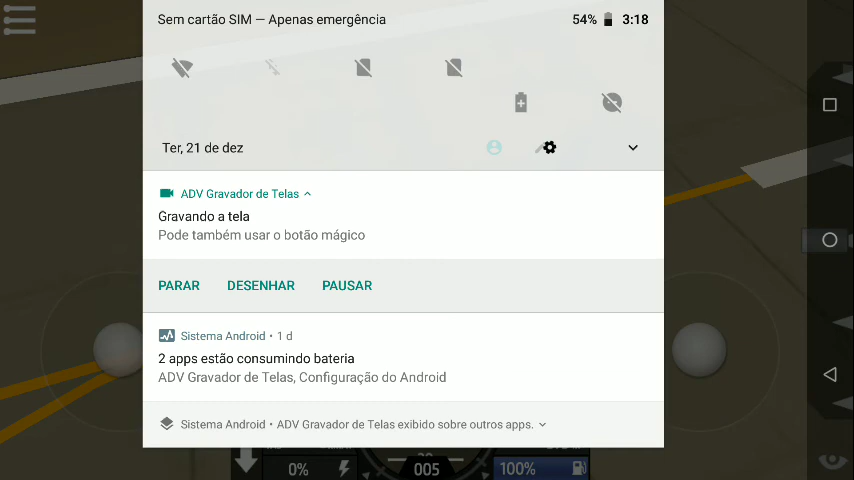 Sem cartão SIM — Apenas emergência
54% 3:18
Ter, 21 de dez
ADV Gravador de Telas
Gravando a tela
Pode também usar o botão mágico
PARAR DESENHAR PAUSAR
Sistema Android • 1 d
2 apps estão consumindo bateria
ADV Gravador de Telas, Configuração do Android
Sistema Android • ADV Gravador de Telas exibido sobre outros apps.
0% 005 100%